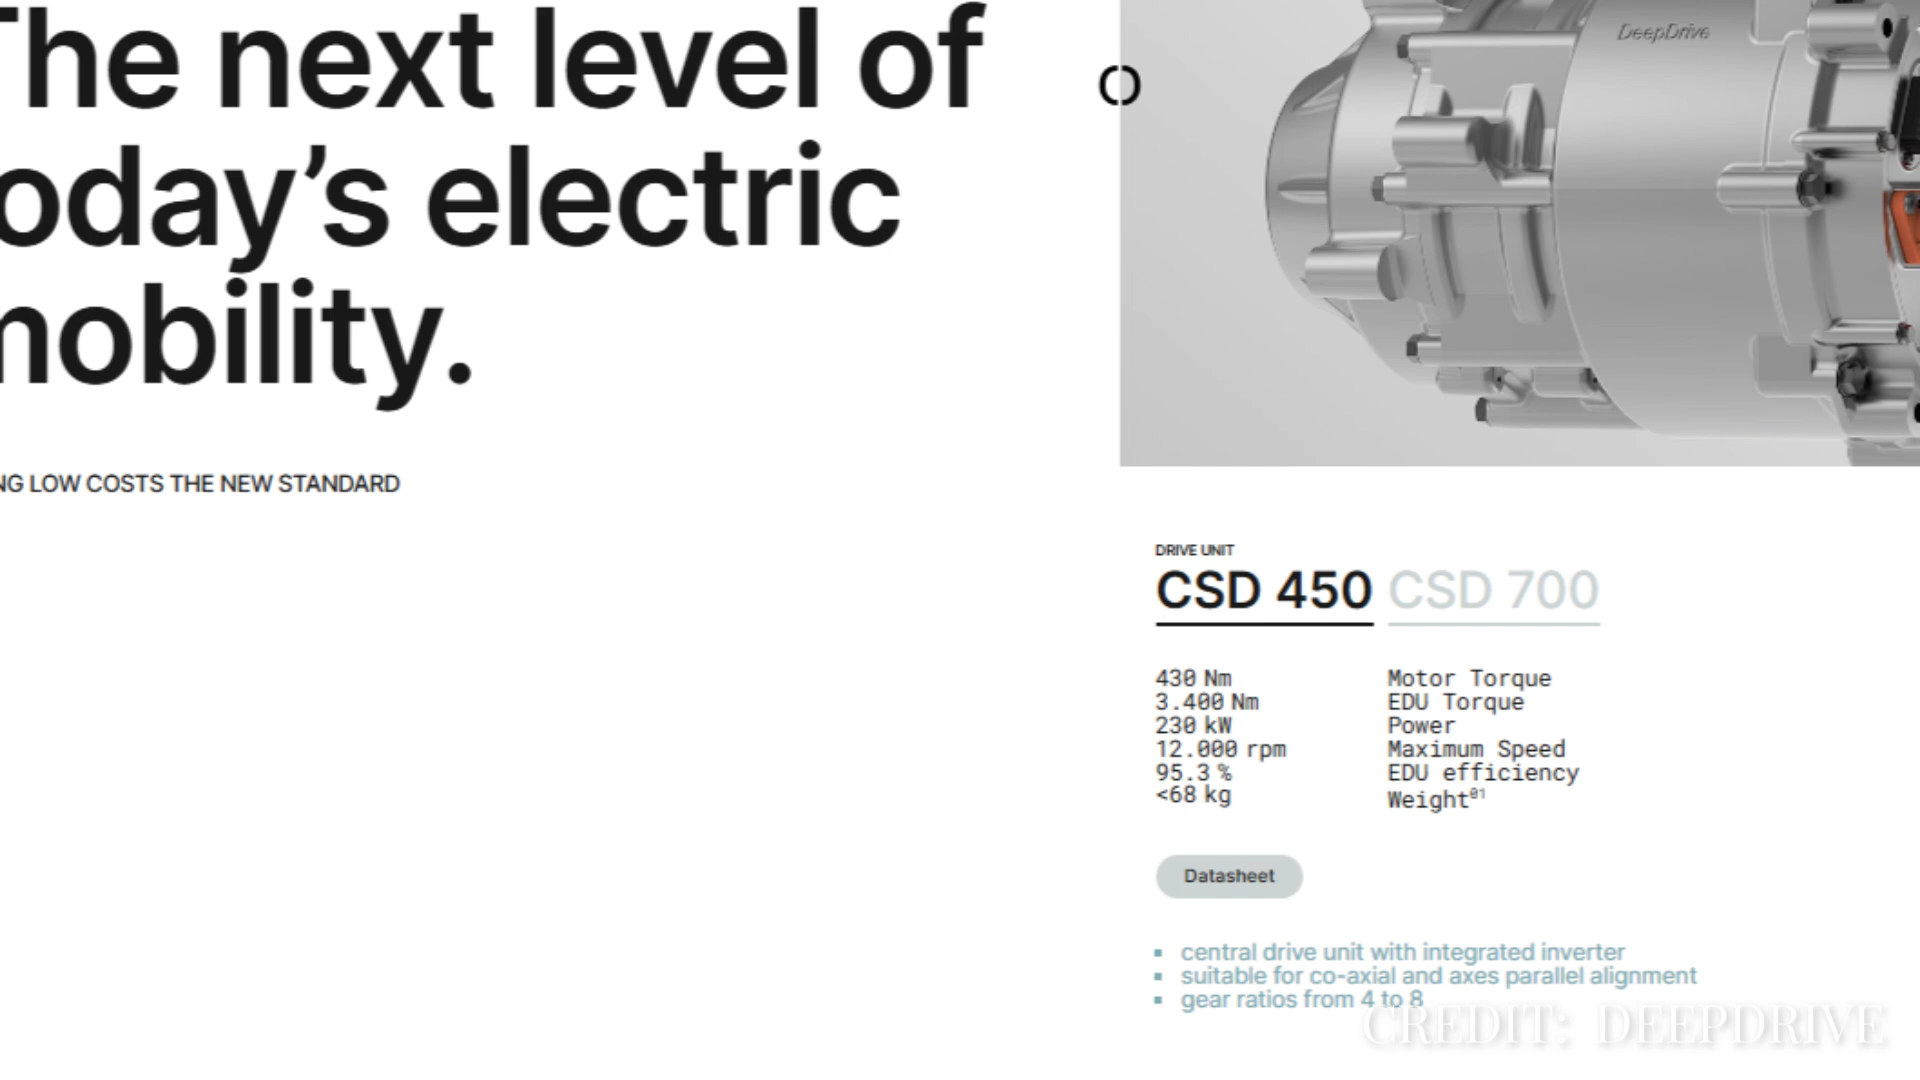 The next level of
oday’s electric
mobility.
NG LOW COSTS THE NEW STANDARD
O
DeepDrive
DRIVE UNIT
CSD 450 CSD 700
430 Nm Motor Torque
3.400 Nm EDU Torque
230 kW Power
12.000 rpm Maximum Speed
95.3 % EDU efficiency
<68 kg Weight⁰¹
Datasheet
▪ central drive unit with integrated inverter
▪ suitable for co-axial and axes parallel alignment
▪ gear ratios from 4 to 8
CREDIT: DEEPDRIVE